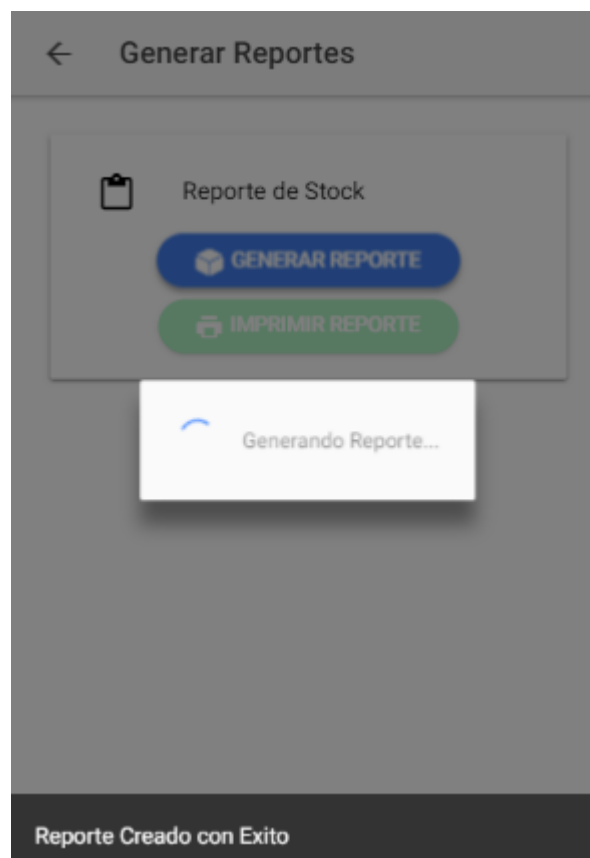 Generar Reportes
Reporte de Stock
GENERAR REPORTE
IMPRIMIR REPORTE
Generando Reporte...
Reporte Creado con Exito